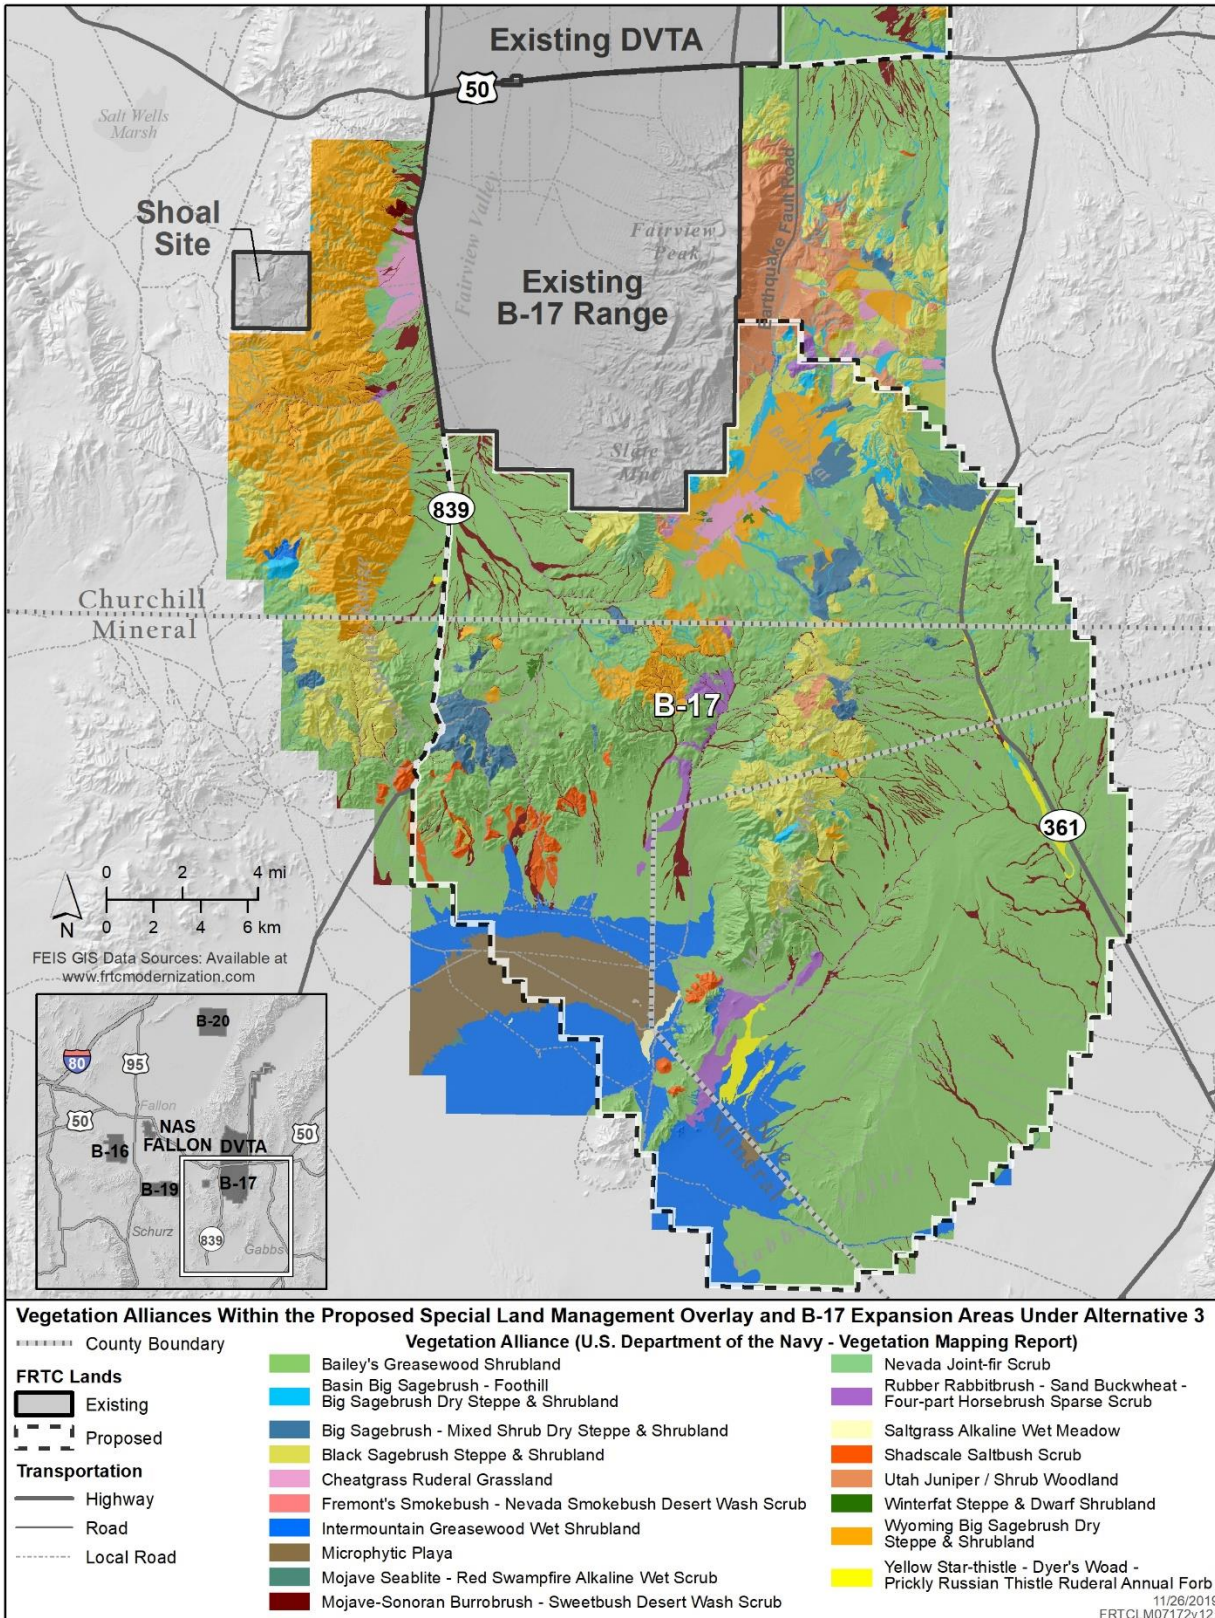 Existing DVTA
50
Salt Wells
Marsh
Shoal
Site
Fairview Valley
Fairview
Peak
Earthquake Fault Road
Existing
B-17 Range
Slate
Mtn
Bell Flat
839
Churchill
Mineral
B-17
361
0 2 4 mi
0 2 4 6 km
N
FEIS GIS Data Sources: Available at
www.frtcmodernization.com
Nye
Mineral
Valley
B-20
80
95
Fallon
50
NAS
FALLON
DVTA
50
B-16
B-19
B-17
Schurz
839
Gabbs
Vegetation Alliances Within the Proposed Special Land Management Overlay and B-17 Expansion Areas Under Alternative 3
County Boundary
FRTC Lands
Existing
Proposed
Transportation
Highway
Road
Local Road
Vegetation Alliance (U.S. Department of the Navy - Vegetation Mapping Report)
Bailey's Greasewood Shrubland
Basin Big Sagebrush - Foothill
Big Sagebrush Dry Steppe & Shrubland
Big Sagebrush - Mixed Shrub Dry Steppe & Shrubland
Black Sagebrush Steppe & Shrubland
Cheatgrass Ruderal Grassland
Fremont's Smokebush - Nevada Smokebush Desert Wash Scrub
Intermountain Greasewood Wet Shrubland
Microphytic Playa
Mojave Seablite - Red Swampfire Alkaline Wet Scrub
Mojave-Sonoran Burrobrush - Sweetbush Desert Wash Scrub
Nevada Joint-fir Scrub
Rubber Rabbitbrush - Sand Buckwheat -
Four-part Horsebrush Sparse Scrub
Saltgrass Alkaline Wet Meadow
Shadscale Saltbush Scrub
Utah Juniper / Shrub Woodland
Winterfat Steppe & Dwarf Shrubland
Wyoming Big Sagebrush Dry
Steppe & Shrubland
Yellow Star-thistle - Dyer's Woad -
Prickly Russian Thistle Ruderal Annual Forb
11/26/2019
FRTCLM07172v12